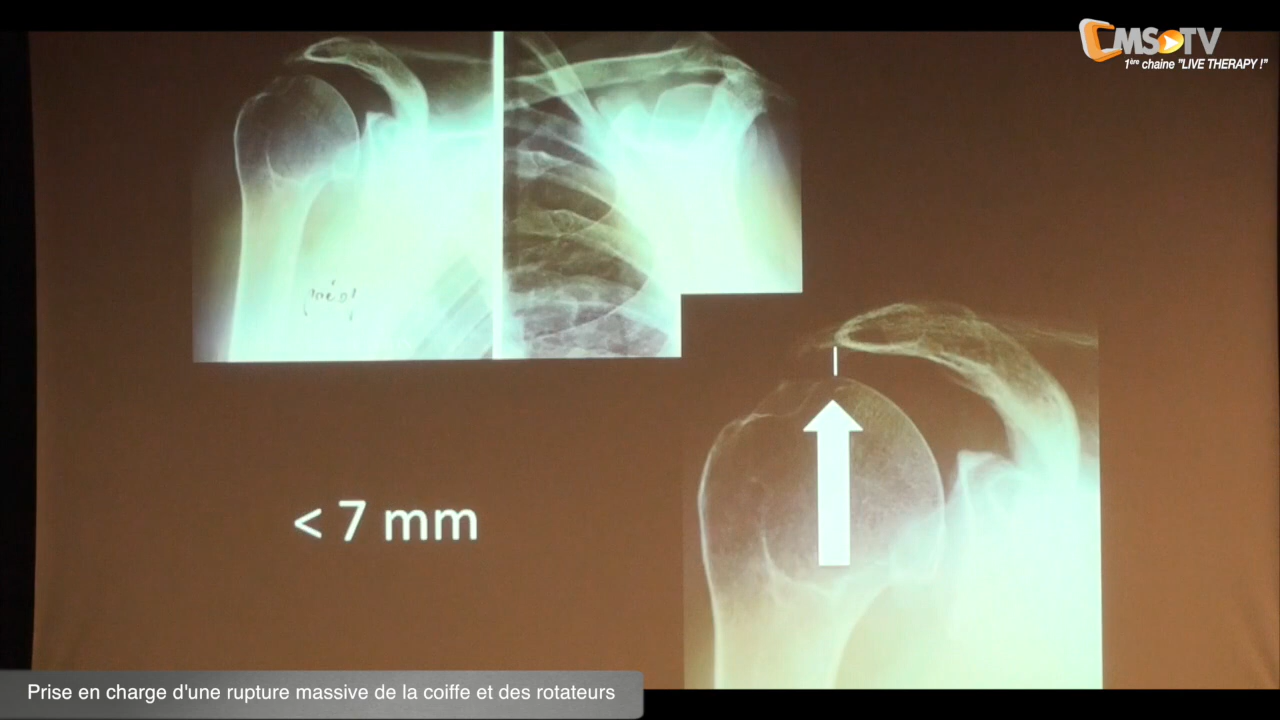 CMS TV
1ère chaine "LIVE THERAPY !"
< 7 mm
Prise en charge d'une rupture massive de la coiffe et des rotateurs